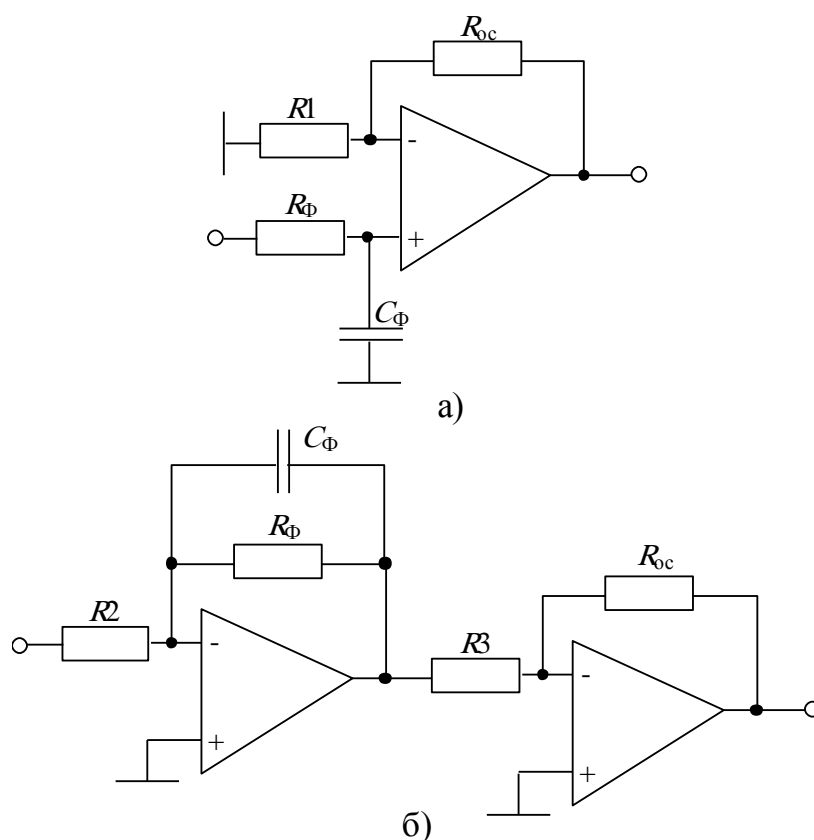 Rос
R1
-
RФ
+
CФ
а)
CФ
RФ
Rос
R2
-
R3
-
+
+
б)